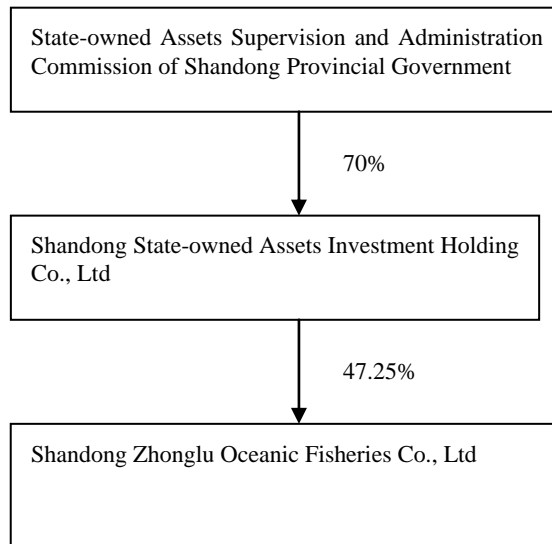 State-owned Assets Supervision and Administration
Commission of Shandong Provincial Government
70%
Shandong State-owned Assets Investment Holding
Co., Ltd
47.25%
Shandong Zhonglu Oceanic Fisheries Co., Ltd